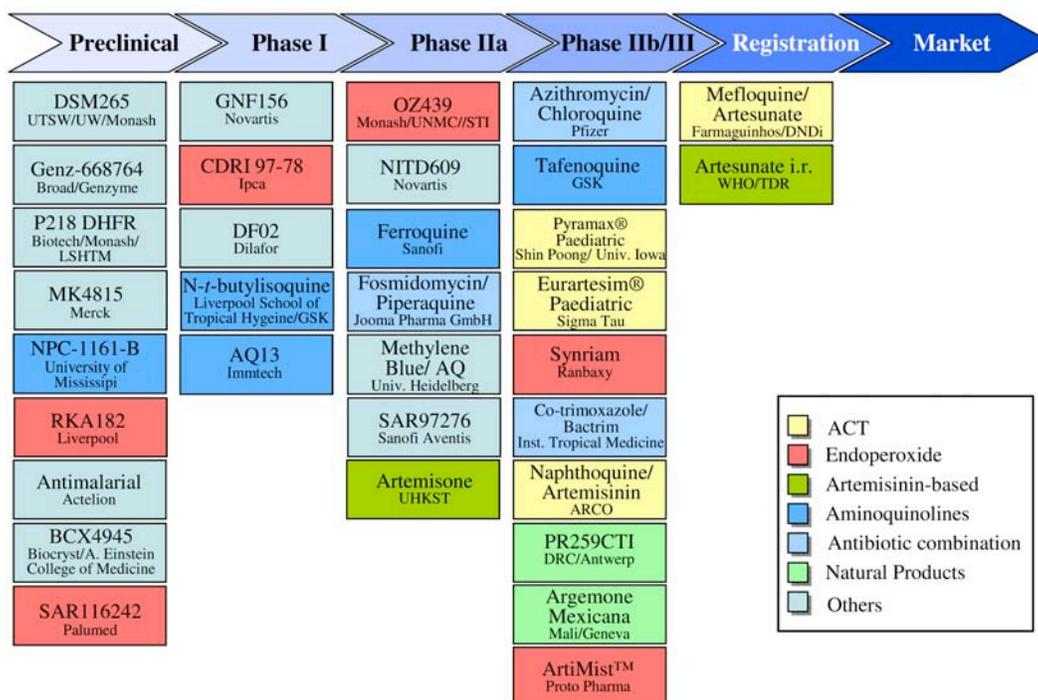 Preclinical
Phase I
Phase IIa
Phase IIb/III
Registration
Market
DSM265
UTSW/UW/Monash
Genz-668764
Broad/Genzyme
P218 DHFR
Biotech/Monash/
LSHTM
MK4815
Merck
NPC-1161-B
University of
Missisípi
RKA182
Liverpool
Antimalarial
Actelion
BCX4945
Biocryst/A. Einstein
College of Medicine
SAR116242
Palumed
GNF156
Novartis
CDRI 97-78
Ipca
DF02
Dilafor
N-t-butylisoquine
Liverpool School of
Tropical Hygeine/GSK
AQ13
Immtech
OZ439
Monash/UNMC//STI
NITD609
Novartis
Ferroquine
Sanofi
Fosmidomycin/
Piperaquine
Jooma Pharma GmbH
Methylene
Blue/ AQ
Univ. Heidelberg
SAR97276
Sanofi Aventis
Artemisone
UHKST
Azithromycin/
Chloroquine
Pfizer
Tafenoquine
GSK
Pyramax®
Paediatric
Shin Poong/ Univ. Iowa
Eurartesim®
Paediatric
Sigma Tau
Synriam
Ranbaxy
Co-trimoxazole/
Bactrim
Inst. Tropical Medicine
Naphthoquine/
Artemisinin
ARCO
PR259CTI
DRC/Antwerp
Argemone
Mexicana
Mali/Geneva
ArtiMist™
Proto Pharma
Mefloquine/
Artesunate
Farmaguinhos/DNDi
Artesunate i.r.
WHO/TDR
ACT
Endoperoxide
Artemisinin-based
Aminoquinolines
Antibiotic combination
Natural Products
Others